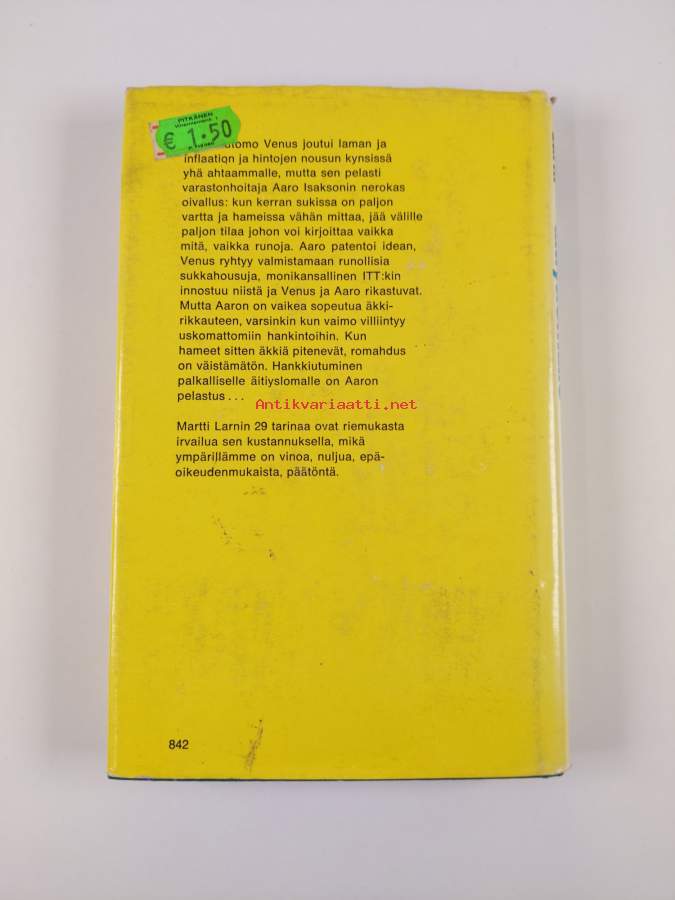 PITKÄNEN
€ 1.50
utomo Venus joutui laman ja
inflaation ja hintojen nousun kynsissä
yhä ahtaammalle, mutta sen pelasti
varastonhoitaja Aaro Isaksonin nerokas
oivallus: kun kerran sukissa on paljon
vartta ja hameissa vähän mittaa, jää välille
paljon tilaa johon voi kirjoittaa vaikka
mitä, vaikka runoja. Aaro patentoi idean,
Venus ryhtyy valmistamaan runollisia
sukkahousuja, monikansallinen ITT:kin
innostuu niistä ja Venus ja Aaro rikastuvat.
Mutta Aaron on vaikea sopeutua äkki-
rikkauteen, varsinkin kun vaimo villiintyy
uskomattomiin hankintoihin. Kun
hameet sitten äkkiä pitenevät, romahdus
on väistämätön. Hankkiutuminen
palkalliselle äitiyslomalle on Aaron
pelastus . . .
Antikvariaatti.net
Martti Larnin 29 tarinaa ovat riemukasta
irvailua sen kustannuksella, mikä
ympärillämme on vinoa, nuljua, epä-
oikeudenmukaista, päätöntä.
842